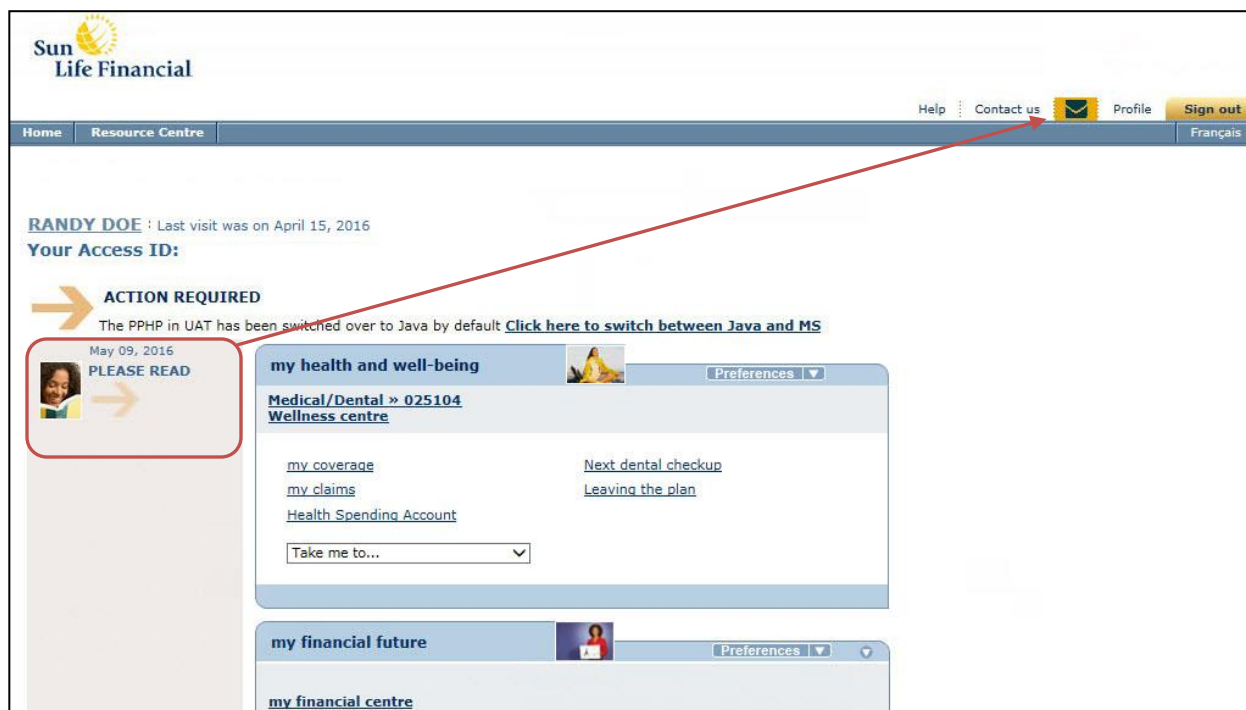 Sun
Life Financial
Help Contact us Profile Sign out
Home Resource Centre Français
RANDY DOE : Last visit was on April 15, 2016
Your Access ID:
ACTION REQUIRED
The PPHP in UAT has been switched over to Java by default Click here to switch between Java and MS
May 09, 2016
PLEASE READ
my health and well-being Preferences
Medical/Dental » 025104
Wellness centre
my coverage Next dental checkup
my claims Leaving the plan
Health Spending Account
Take me to...
my financial future Preferences
my financial centre